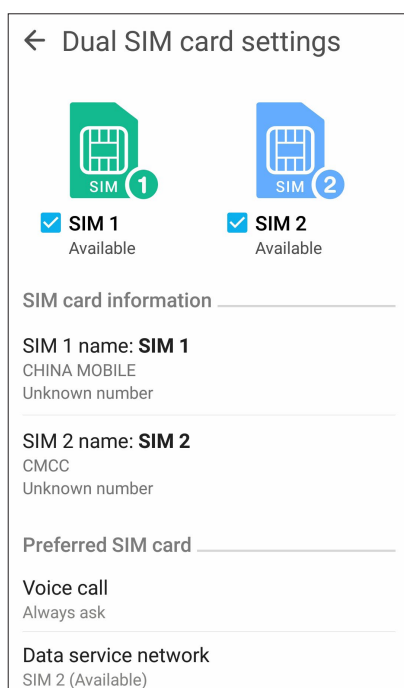 Dual SIM card settings
SIM 1
SIM 2
SIM 1
SIM 2
Available
Available
SIM card information
SIM 1 name: SIM 1
CHINA MOBILE
Unknown number
SIM 2 name: SIM 2
CMCC
Unknown number
Preferred SIM card
Voice call
Always ask
Data service network
SIM 2 (Available)